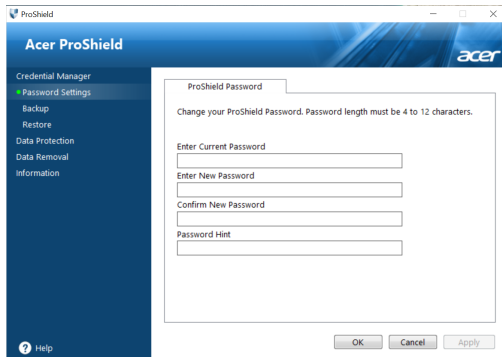 ProShield
Acer ProShield
acer
Credential Manager
Password Settings
Backup
Restore
Data Protection
Data Removal
Information
Help
ProShield Password
Change your ProShield Password. Password length must be 4 to 12 characters.
Enter Current Password
Enter New Password
Confirm New Password
Password Hint
OK Cancel Apply